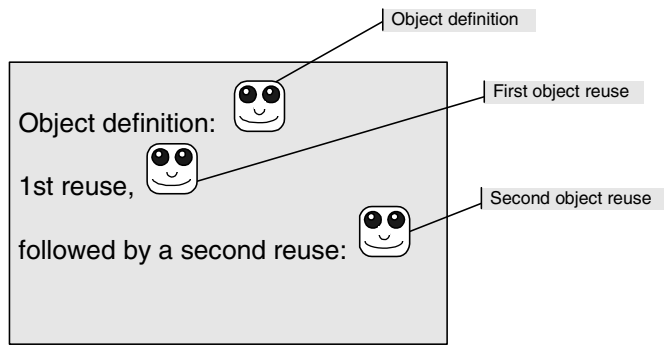 Object definition
First object reuse
Object definition:
1st reuse,
Second object reuse
followed by a second reuse: